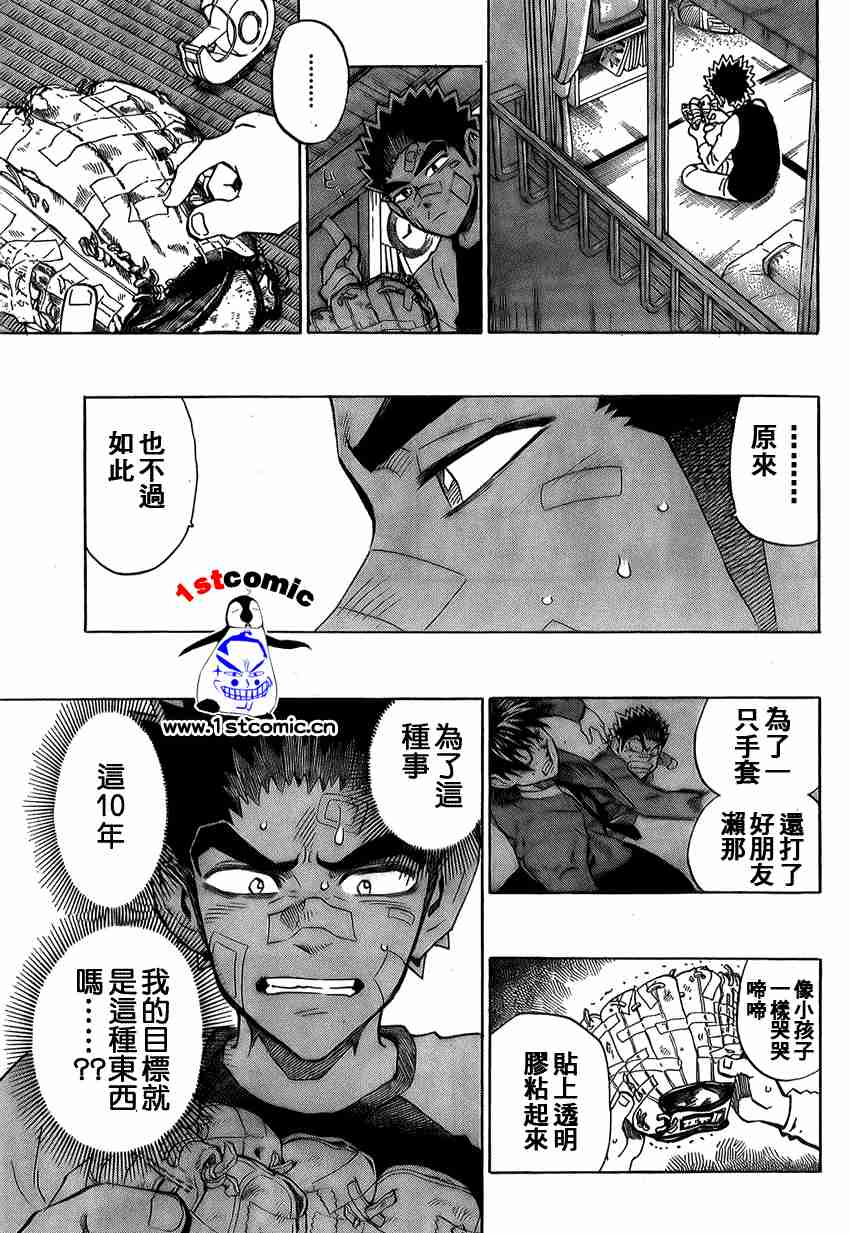 ………
………
原來
也不過
如此
為了一
只手套
還打了
好朋友
瀨那
像小孩子
一樣哭哭
啼啼
貼上透明
膠粘起來
為了這
種事
這10年
我的目標就
是這種東西
嗎……??
1stcomic
www.1stcomic.cn